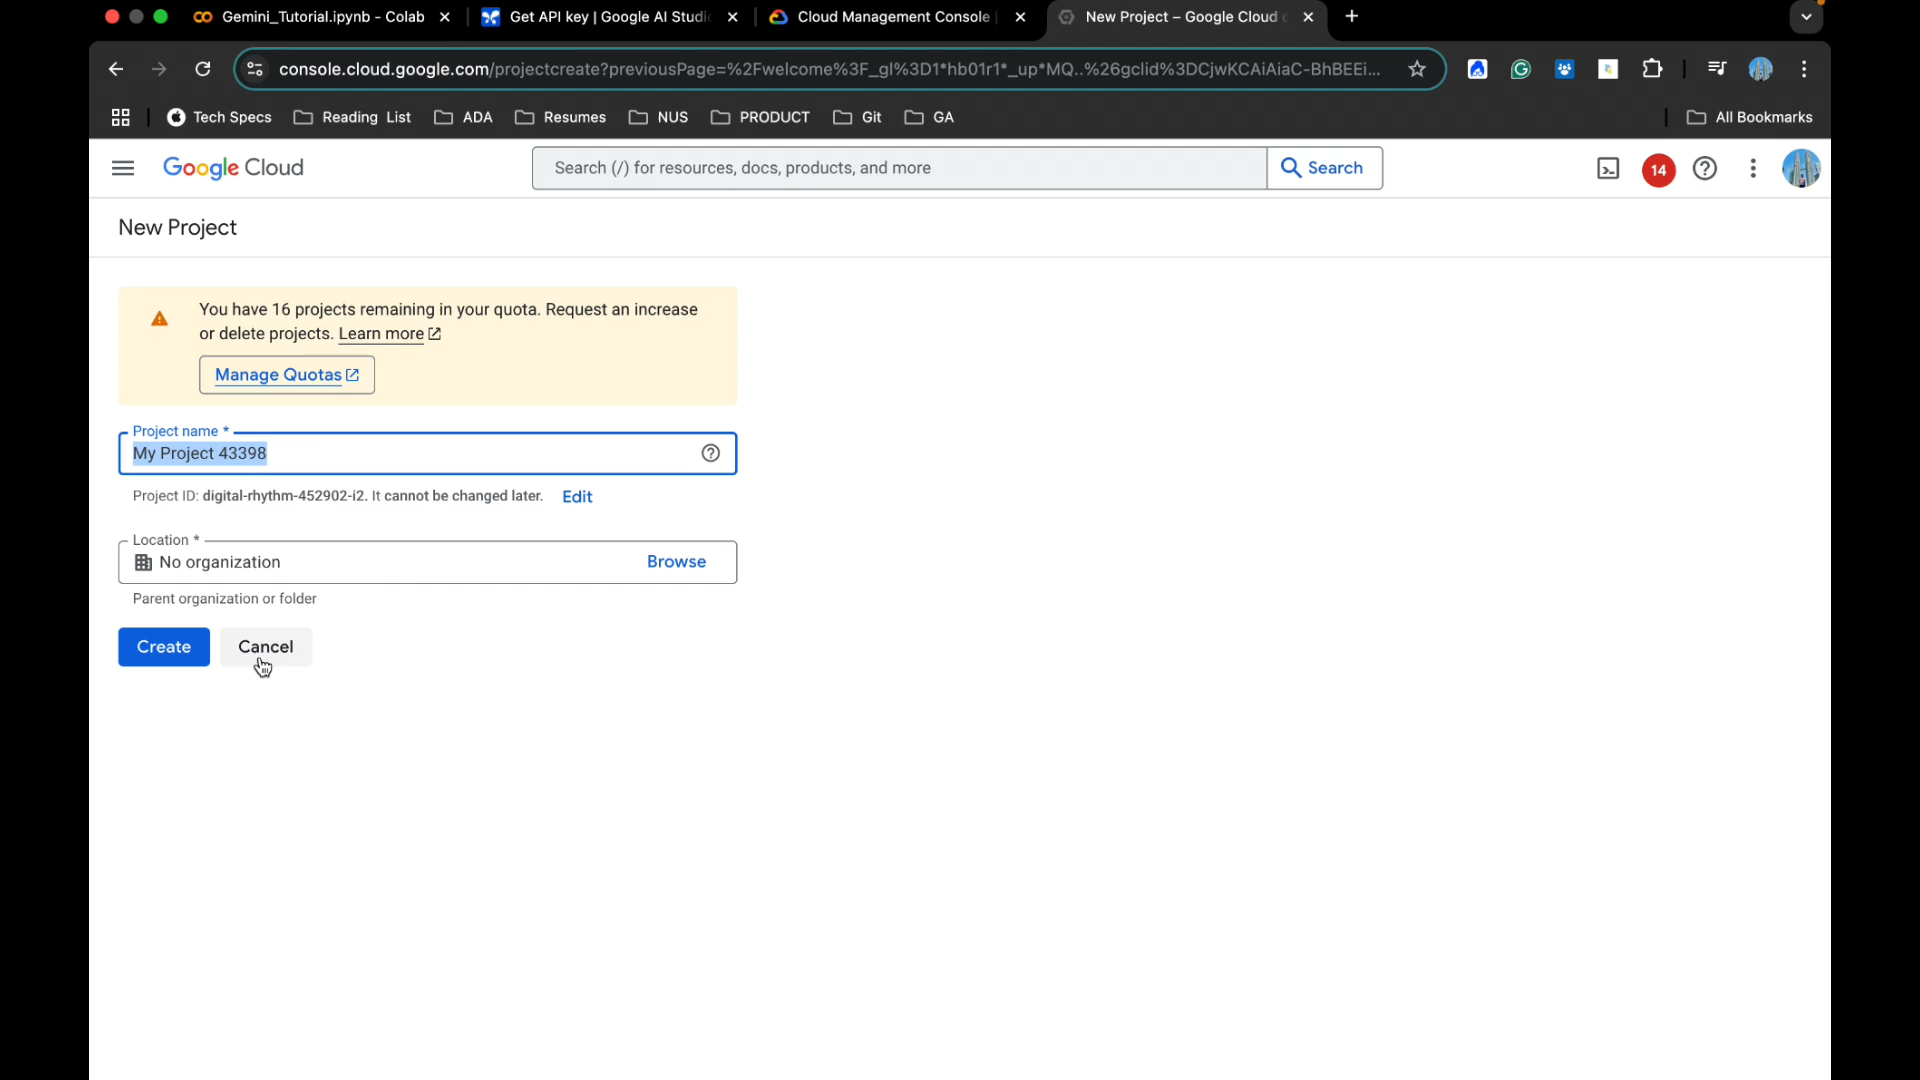 Gemini_Tutorial.ipynb - Colab
Get API key | Google AI Studi
Cloud Management Console
New Project – Google Cloud c
console.cloud.google.com/projectcreate?previousPage=%2Fwelcome%3F_gl%3D1*hb01r1*_up*MQ..%26gclid%3DCjwKCAiAiaC-BhBEEi...
Tech Specs
Reading List
ADA
Resumes
NUS
PRODUCT
Git
GA
All Bookmarks
Google Cloud
Search (/) for resources, docs, products, and more
Search
14
New Project
You have 16 projects remaining in your quota. Request an increase
or delete projects. Learn more
Manage Quotas
Project name *
My Project 43398
Project ID: digital-rhythm-452902-i2. It cannot be changed later. Edit
Location *
No organization
Browse
Parent organization or folder
Create
Cancel